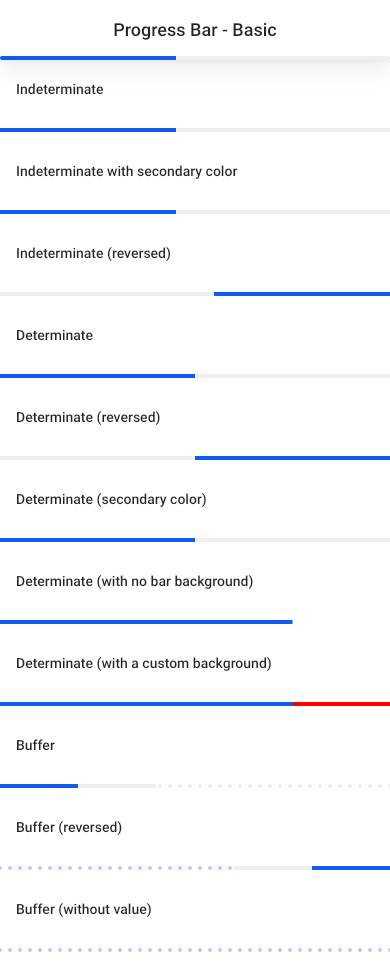 Progress Bar - Basic
Indeterminate
Indeterminate with secondary color
Indeterminate (reversed)
Determinate
Determinate (reversed)
Determinate (secondary color)
Determinate (with no bar background)
Determinate (with a custom background)
Buffer
Buffer (reversed)
Buffer (without value)